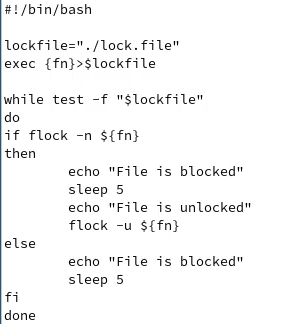 #!/bin/bash

lockfile="./lock.file"
exec {fn}>$lockfile

while test -f "$lockfile"
do
if flock -n ${fn}
then
        echo "File is blocked"
        sleep 5
        echo "File is unlocked"
        flock -u ${fn}
else
        echo "File is blocked"
        sleep 5
fi
done